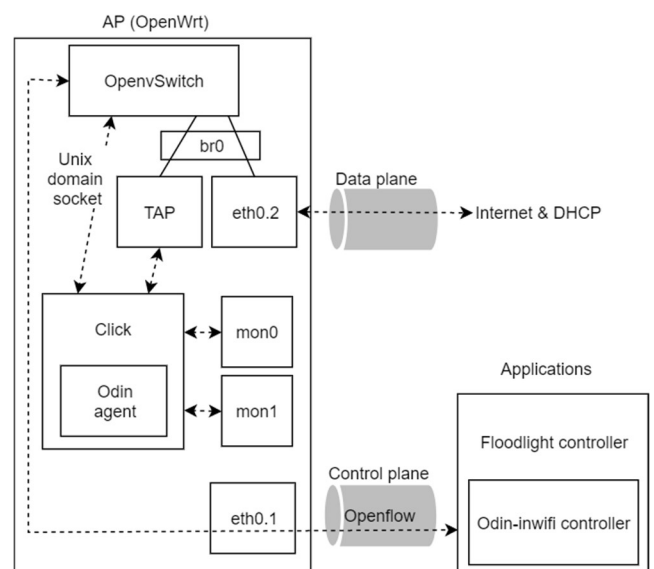 AP (OpenWrt)
OpenvSwitch
br0
Unix
domain
socket
TAP
eth0.2
Data plane
Internet & DHCP
Click
mon0
Odin
agent
mon1
Applications
Floodlight controller
Control plane
eth0.1
Openflow
Odin-inwifi controller